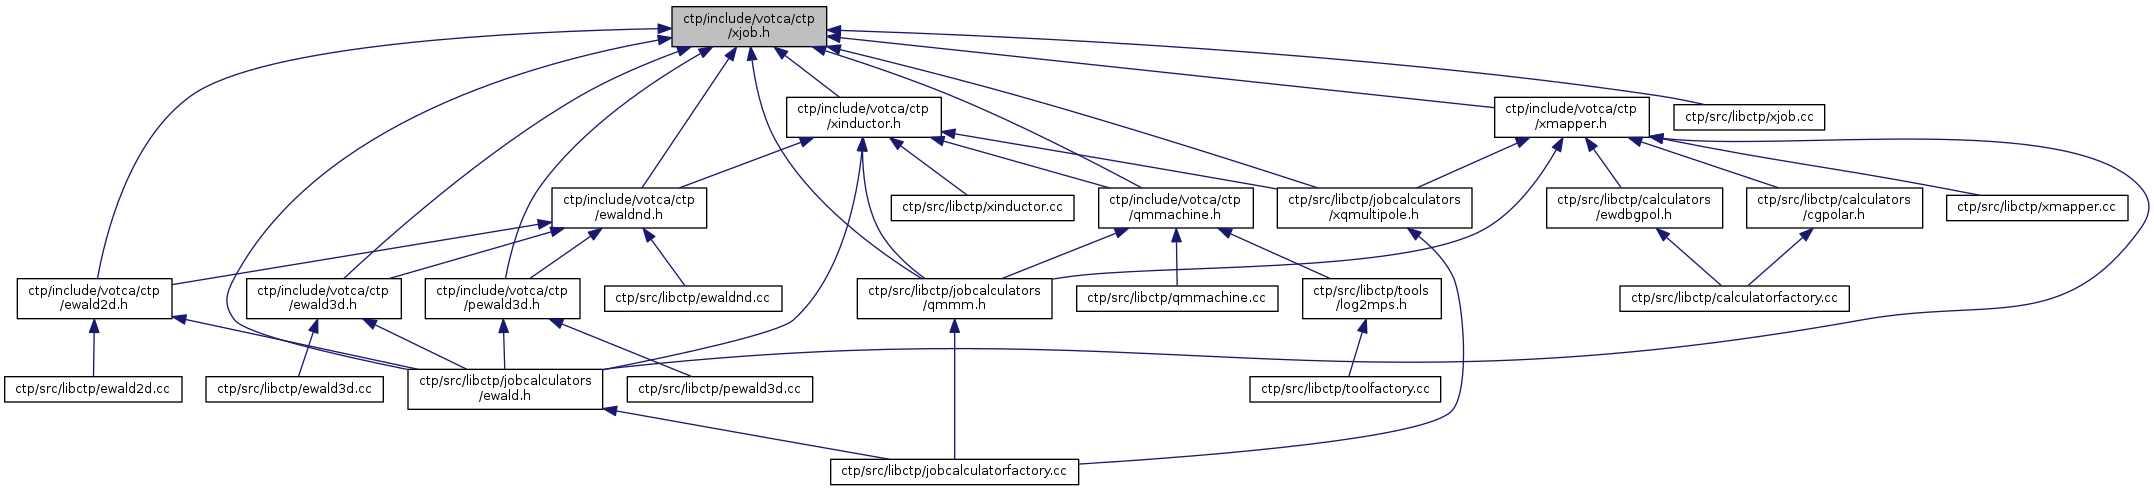 ctp/include/votca/ctp
/xjob.h
ctp/include/votca/ctp
/xinductor.h
ctp/include/votca/ctp
/xmapper.h
ctp/src/libctp/xjob.cc
ctp/include/votca/ctp
/ewaldnd.h
ctp/src/libctp/xinductor.cc
ctp/include/votca/ctp
/qmmachine.h
ctp/src/libctp/jobcalculators
/xqmultipole.h
ctp/src/libctp/calculators
/ewdbgpol.h
ctp/src/libctp/calculators
/cgpolar.h
ctp/src/libctp/xmapper.cc
ctp/include/votca/ctp
/ewald2d.h
ctp/include/votca/ctp
/ewald3d.h
ctp/include/votca/ctp
/pewald3d.h
ctp/src/libctp/ewaldnd.cc
ctp/src/libctp/jobcalculators
/qmmm.h
ctp/src/libctp/qmmachine.cc
ctp/src/libctp/tools
/log2mps.h
ctp/src/libctp/calculatorfactory.cc
ctp/src/libctp/ewald2d.cc
ctp/src/libctp/ewald3d.cc
ctp/src/libctp/jobcalculators
/ewald.h
ctp/src/libctp/pewald3d.cc
ctp/src/libctp/toolfactory.cc
ctp/src/libctp/jobcalculatorfactory.cc